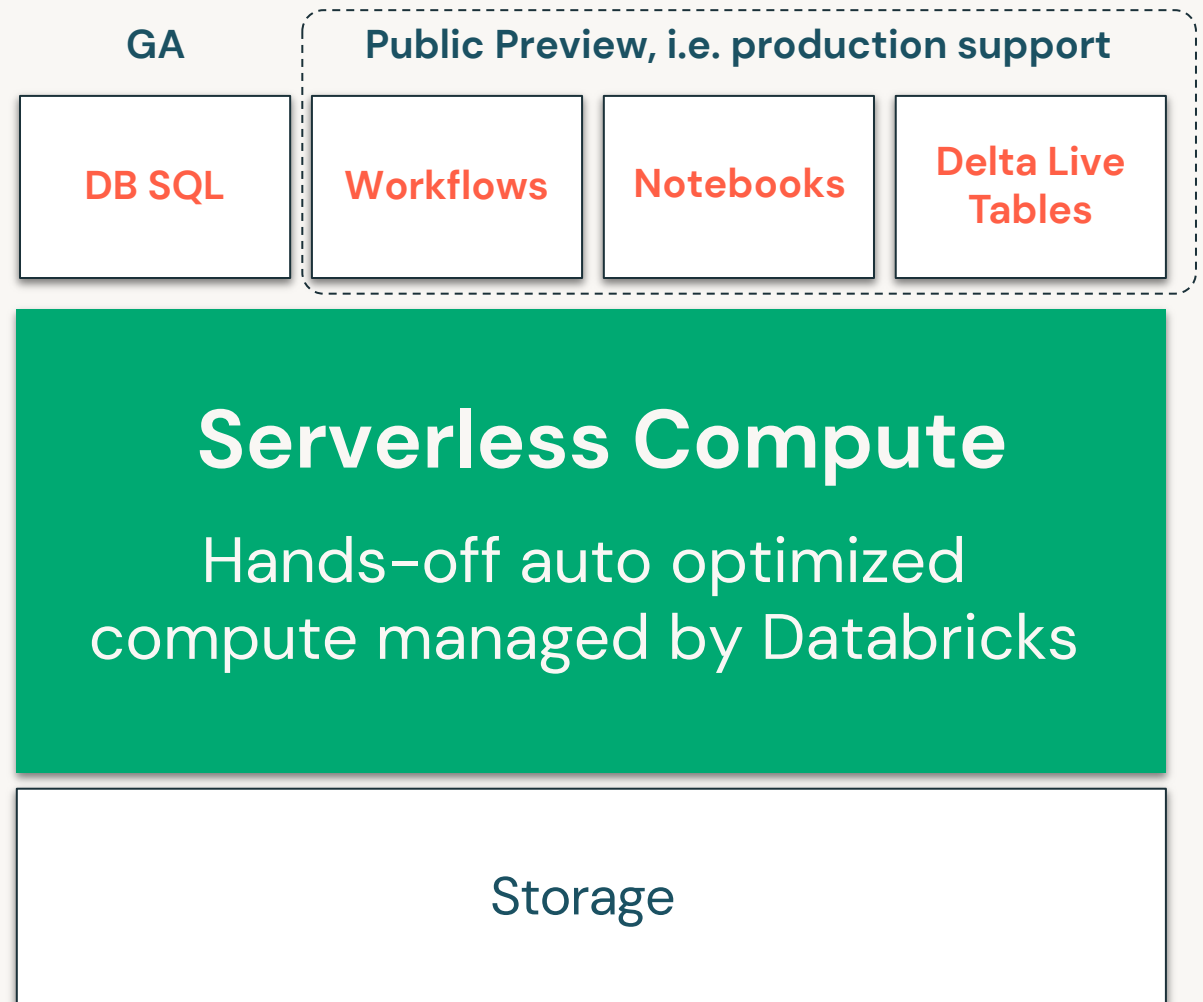 GA
Public Preview, i.e. production support
DB SQL
Workflows
Notebooks
Delta Live
Tables
Serverless Compute
Hands-off auto optimized
compute managed by Databricks
Storage